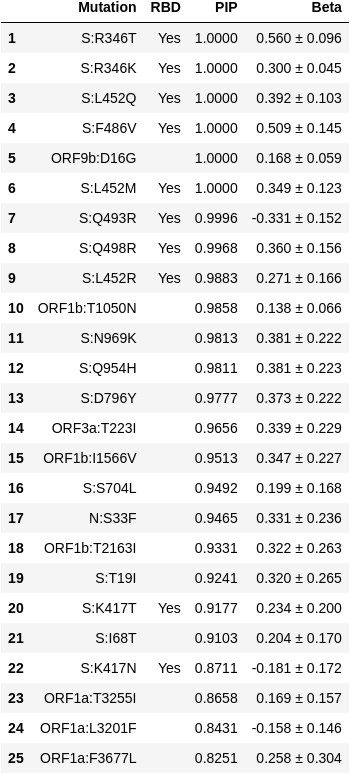 Mutation RBD PIP Beta
1 S:R346T Yes 1.0000 0.560 ± 0.096
2 S:R346K Yes 1.0000 0.300 ± 0.045
3 S:L452Q Yes 1.0000 0.392 ± 0.103
4 S:F486V Yes 1.0000 0.509 ± 0.145
5 ORF9b:D16G 1.0000 0.168 ± 0.059
6 S:L452M Yes 1.0000 0.349 ± 0.123
7 S:Q493R Yes 0.9996 -0.331 ± 0.152
8 S:Q498R Yes 0.9968 0.360 ± 0.156
9 S:L452R Yes 0.9883 0.271 ± 0.166
10 ORF1b:T1050N 0.9858 0.138 ± 0.066
11 S:N969K 0.9813 0.381 ± 0.222
12 S:Q954H 0.9811 0.381 ± 0.223
13 S:D796Y 0.9777 0.373 ± 0.222
14 ORF3a:T223I 0.9656 0.339 ± 0.229
15 ORF1b:I1566V 0.9513 0.347 ± 0.227
16 S:S704L 0.9492 0.199 ± 0.168
17 N:S33F 0.9465 0.331 ± 0.236
18 ORF1b:T2163I 0.9331 0.322 ± 0.263
19 S:T19I 0.9241 0.320 ± 0.265
20 S:K417T Yes 0.9177 0.234 ± 0.200
21 S:I68T 0.9103 0.204 ± 0.170
22 S:K417N Yes 0.8711 -0.181 ± 0.172
23 ORF1a:T3255I 0.8658 0.169 ± 0.157
24 ORF1a:L3201F 0.8431 -0.158 ± 0.146
25 ORF1a:F3677L 0.8251 0.258 ± 0.304